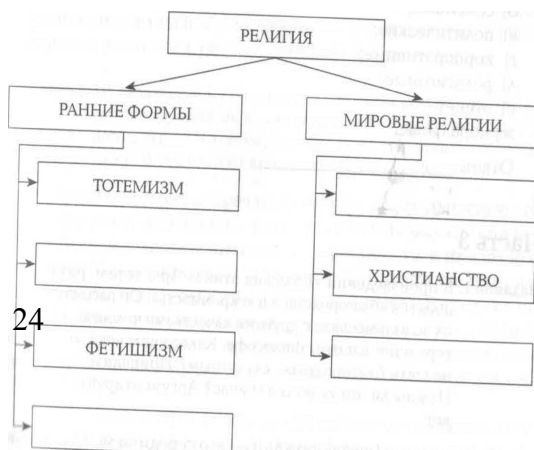 РЕЛИГИЯ
РАННИЕ ФОРМЫ
МИРОВЫЕ РЕЛИГИИ
ТОТЕМИЗМ
ХРИСТИАНСТВО
24
ФЕТИШИЗМ